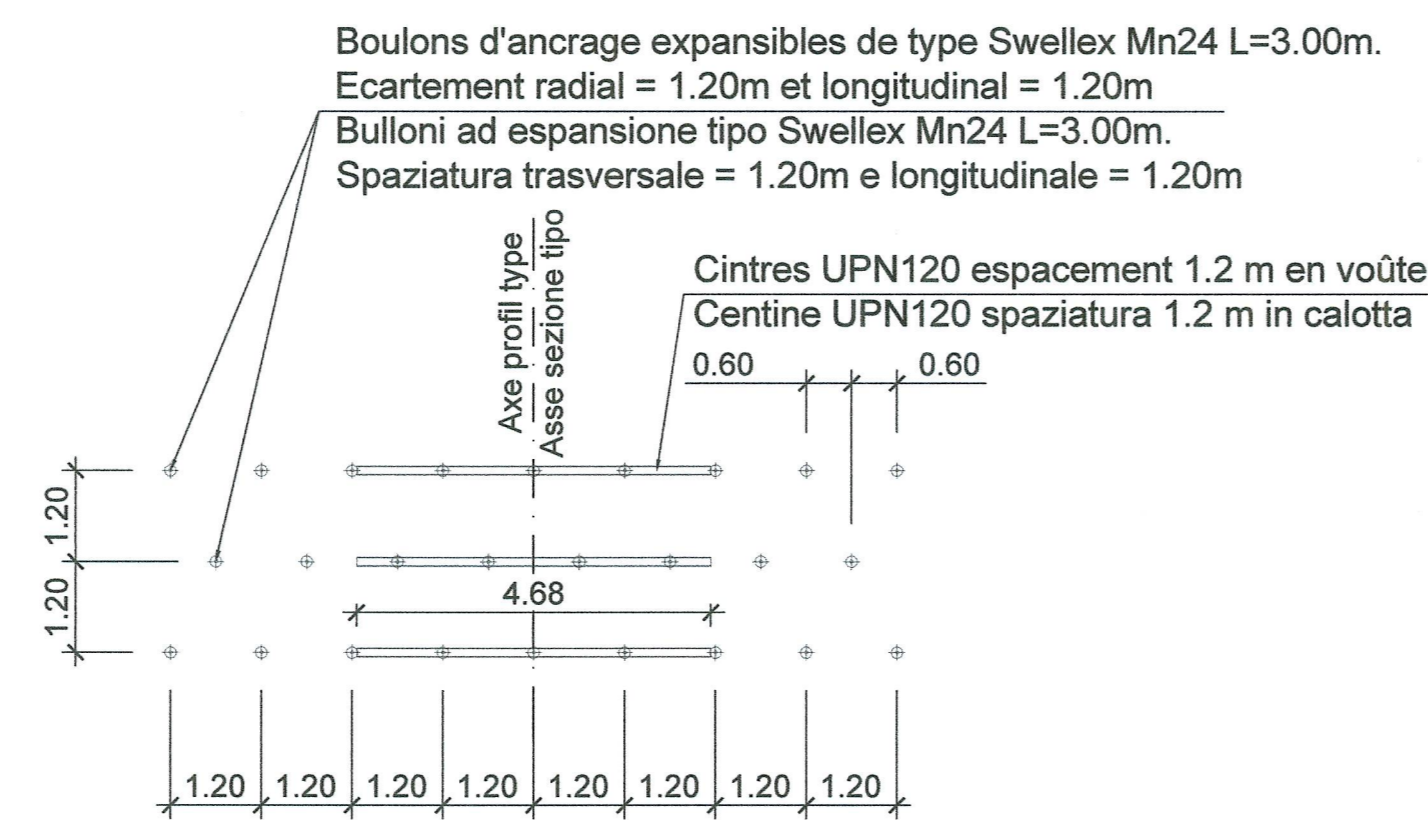 Boulons d'ancrage expansibles de type Swellex Mn24 L=3.00m.
Ecartement radial = 1.20m et longitudinal = 1.20m
Bulloni ad espansione tipo Swellex Mn24 L=3.00m.
Spaziatura trasversale = 1.20m e longitudinale = 1.20m
Axe profil type
Asse sezione tipo
Cintres UPN120 espacement 1.2 m en voûte
Centine UPN120 spaziatura 1.2 m in calotta
0.60 0.60
1.20
1.20
4.68
1.20 1.20 1.20 1.20 1.20 1.20 1.20 1.20